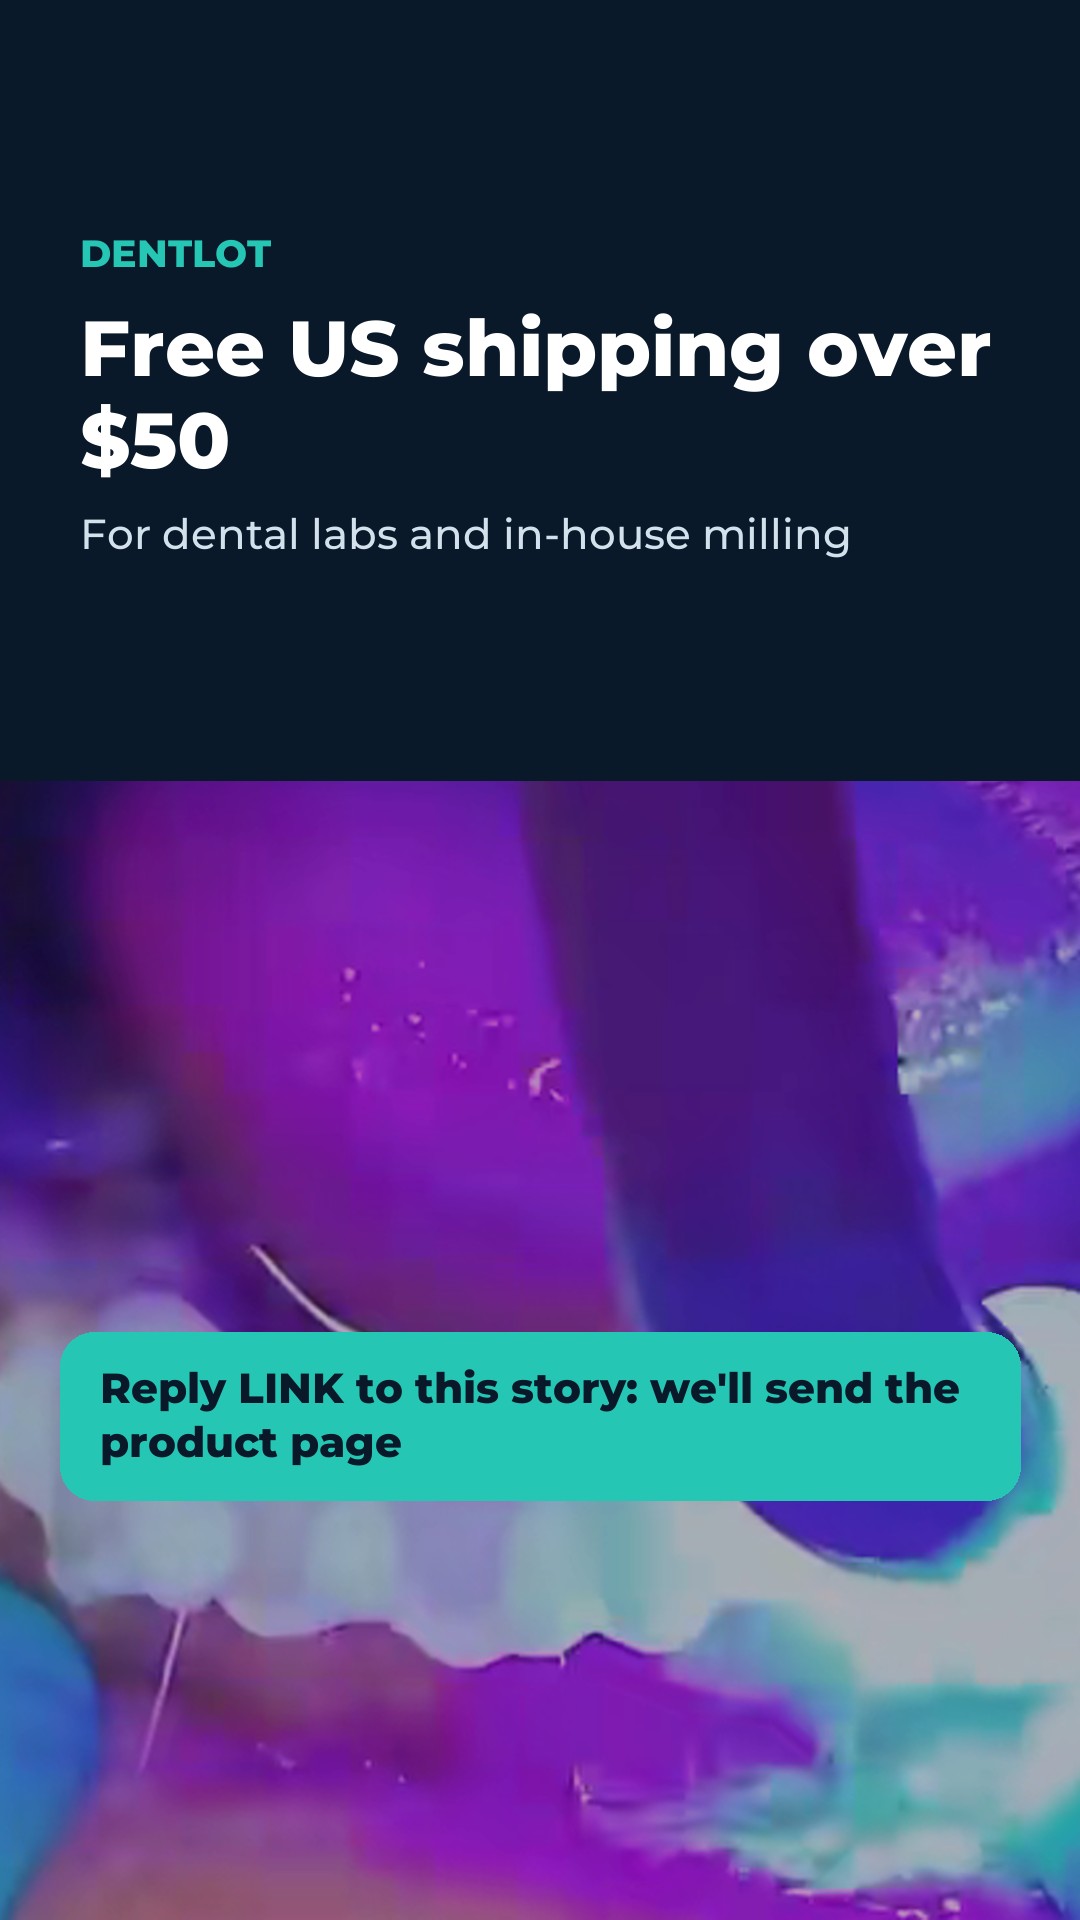 DENTLOT
Free US shipping over
$50
For dental labs and in-house milling
Reply LINK to this story: we'll send the
product page